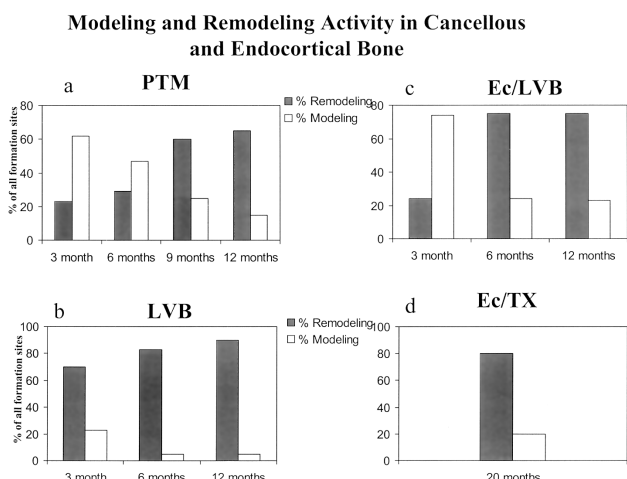 Modeling and Remodeling Activity in Cancellous
and Endocortical Bone
a PTM
% of all formation sites
80
60
40
20
0
3 month 6 months 9 months 12 months
% Remodeling
% Modeling
c Ec/LVB
80
60
40
20
0
3 month 6 months 12 months
b LVB
% of all formation sites
100
80
60
40
20
0
3 month 6 months 12 months
% Remodeling
% Modeling
d Ec/TX
100
80
60
40
20
0
20 months